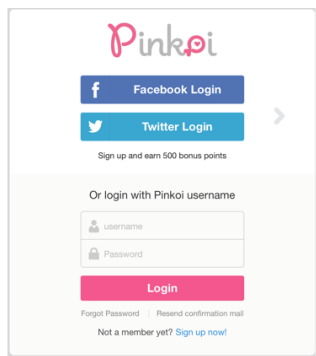 Pinkoi
Facebook Login
Twitter Login
Sign up and earn 500 bonus points
Or login with Pinkoi username
username
Password
Login
Forgot Password | Resend confirmation mail
Not a member yet? Sign up now!